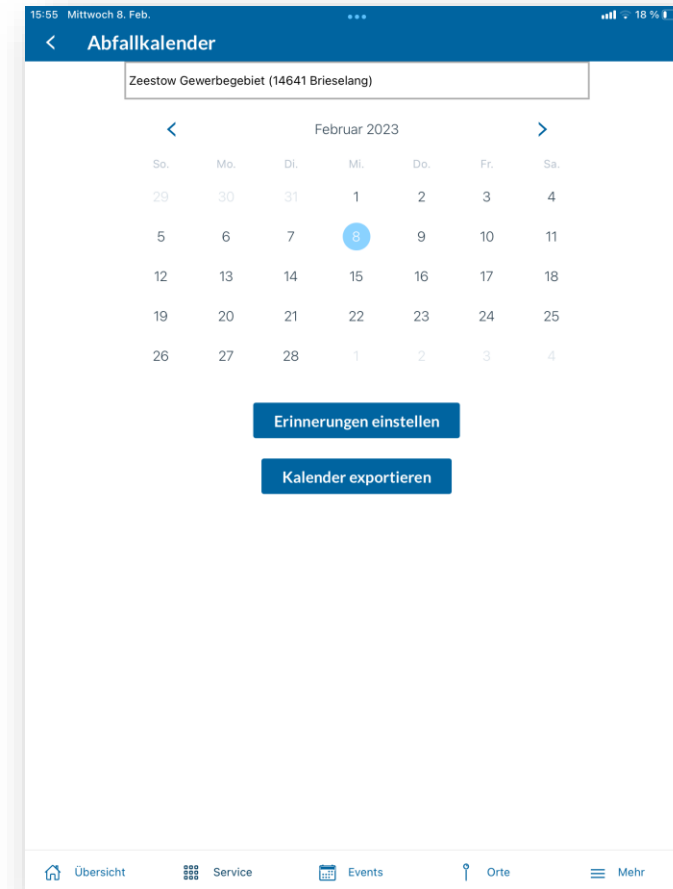 15:55 Mittwoch 8. Feb. 18 %
Abfallkalender
Zeestow Gewerbegebiet (14641 Brieselang)
Februar 2023
So. Mo. Di. Mi. Do. Fr. Sa.
29 30 31 1 2 3 4
5 6 7 8 9 10 11
12 13 14 15 16 17 18
19 20 21 22 23 24 25
26 27 28 1 2 3 4
Erinnerungen einstellen
Kalender exportieren
Übersicht Service Events Orte Mehr